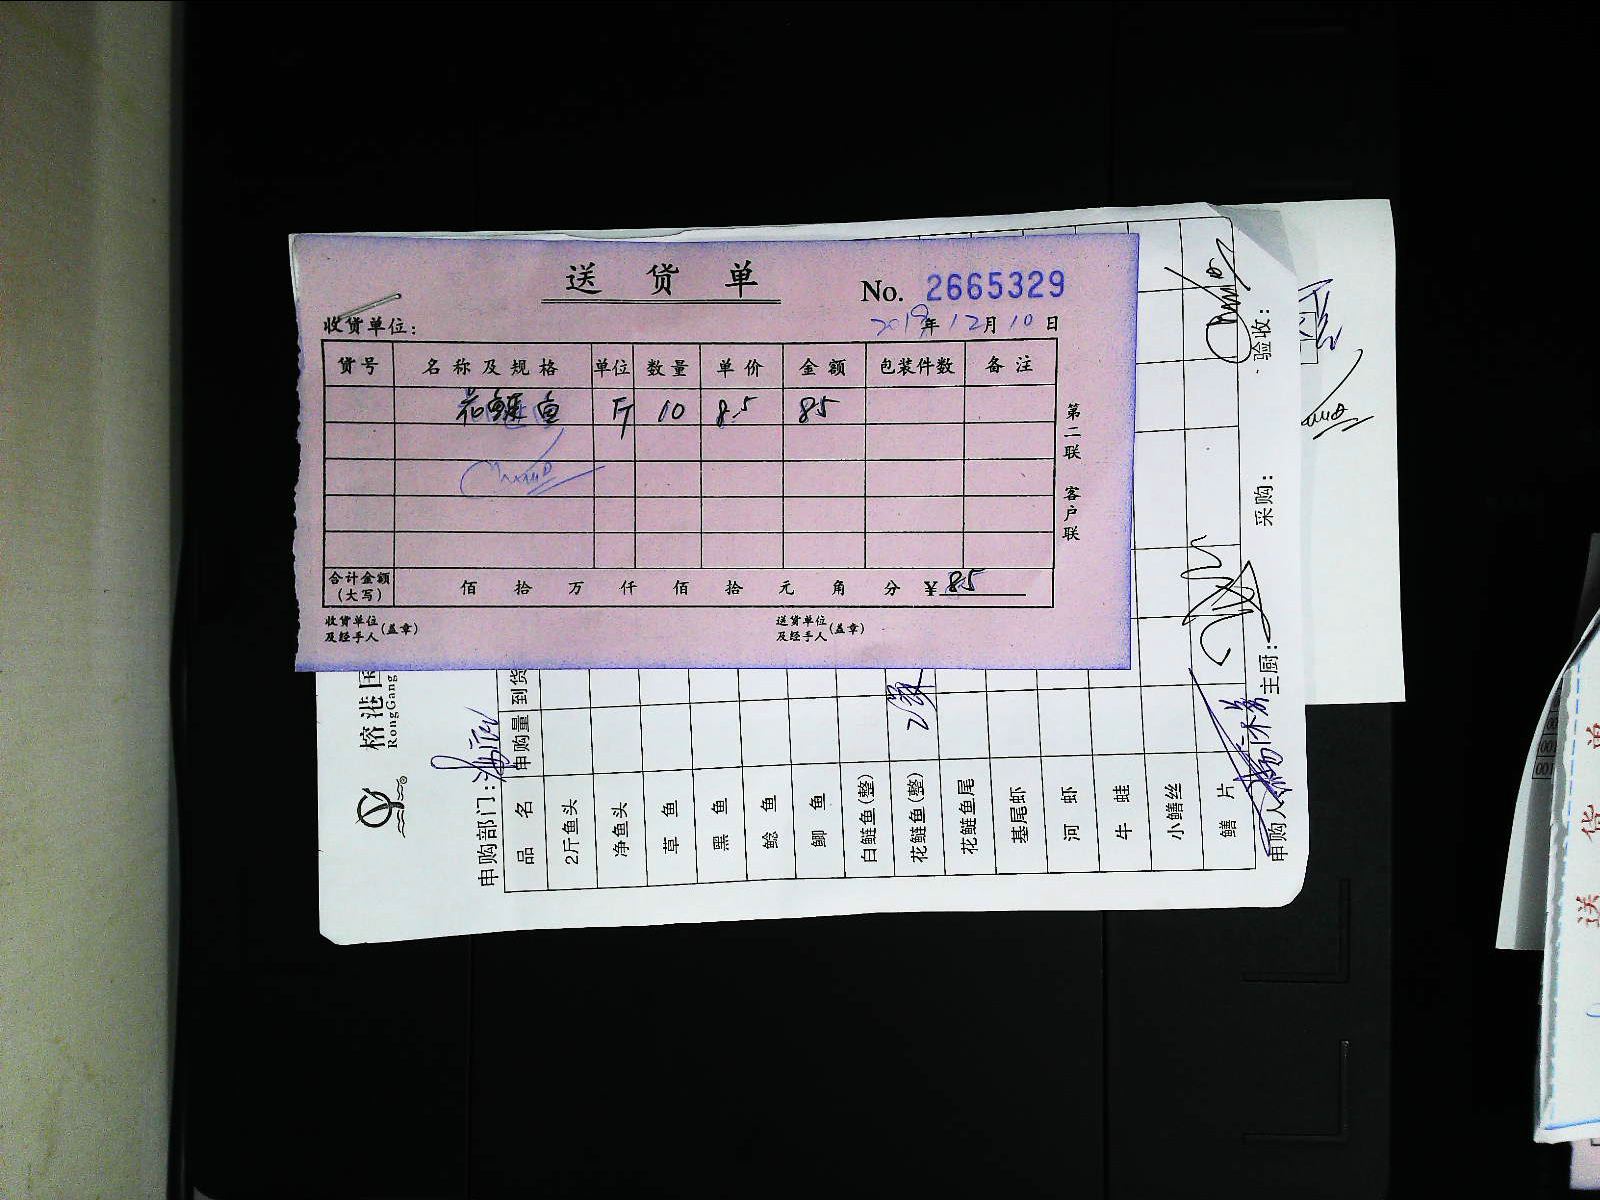 送货单
No. 2665329
收货单位:
2019年12月10日
货号 名称及规格 单位 数量 单价 金额 包装件数 备注
花鲢鱼 斤 10 8.5 85
第二联 客户联
合计金额(大写) 佰 拾 万 仟 佰 拾 元 角 分 ¥85
收货单位及经手人(盖章) 送货单位及经手人(盖章)
榕港国
RongGang
申购部门:
品名 申购量 到货
2斤鱼头
净鱼头
草鱼
黑鱼
鲶鱼
鲫鱼
白鲢鱼(整)
花鲢鱼(整)
花鲢鱼尾
基尾虾
河虾
牛蛙
小鳝丝
鳝片
申购人: 主厨: 采购: 验收:
送货单